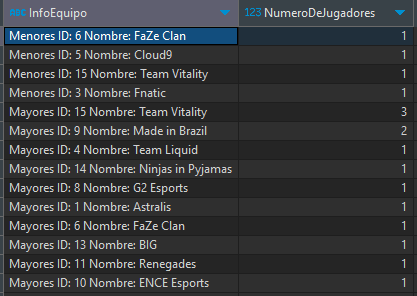 ABC InfoEquipo 123 NumeroDeJugadores
Menores ID: 6 Nombre: FaZe Clan 1
Menores ID: 5 Nombre: Cloud9 1
Menores ID: 15 Nombre: Team Vitality 1
Menores ID: 3 Nombre: Fnatic 1
Mayores ID: 15 Nombre: Team Vitality 3
Mayores ID: 9 Nombre: Made in Brazil 2
Mayores ID: 4 Nombre: Team Liquid 1
Mayores ID: 14 Nombre: Ninjas in Pyjamas 1
Mayores ID: 8 Nombre: G2 Esports 1
Mayores ID: 1 Nombre: Astralis 1
Mayores ID: 6 Nombre: FaZe Clan 1
Mayores ID: 13 Nombre: BIG 1
Mayores ID: 11 Nombre: Renegades 1
Mayores ID: 10 Nombre: ENCE Esports 1